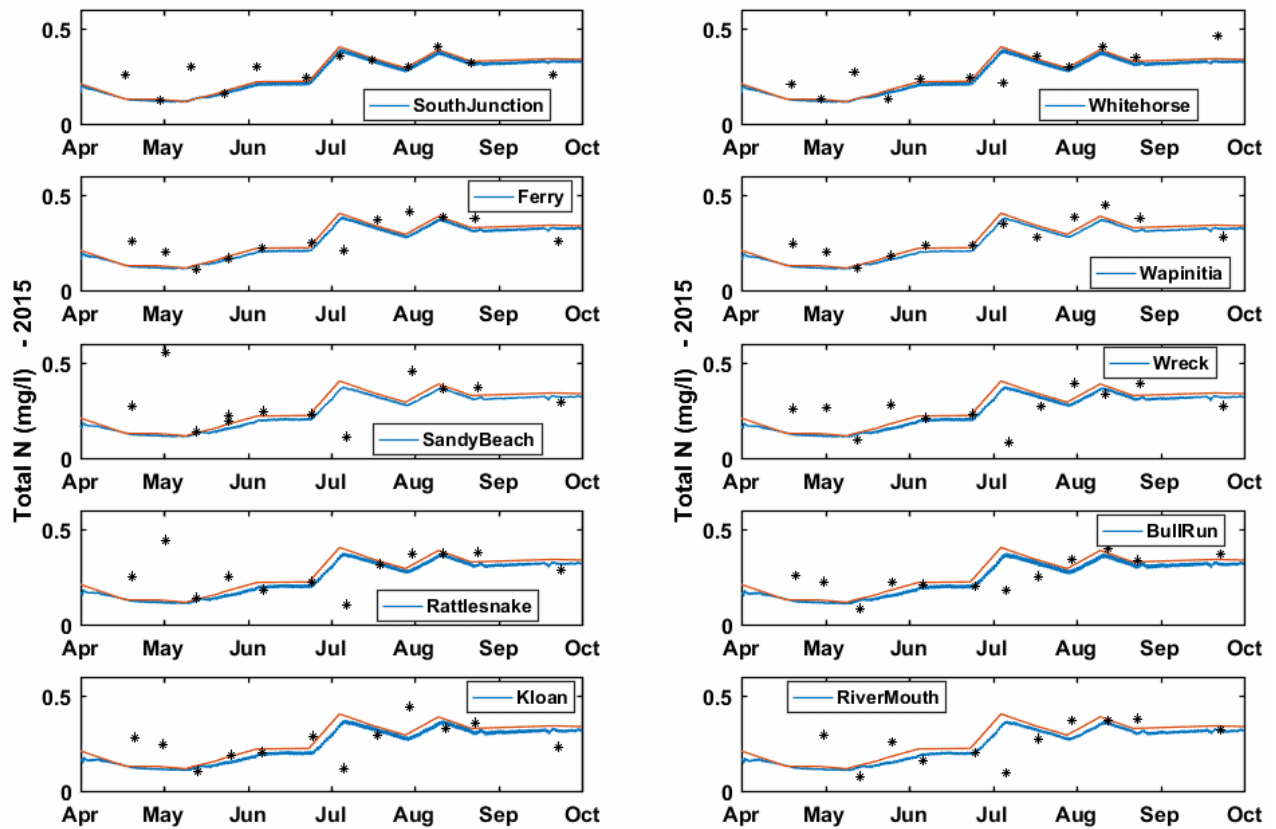 0.5
0
SouthJunction
Apr May Jun Jul Aug Sep Oct
0.5
0
Whitehorse
Apr May Jun Jul Aug Sep Oct
0.5
0
Ferry
Apr May Jun Jul Aug Sep Oct
0.5
0
Wapinitia
Apr May Jun Jul Aug Sep Oct
Total N (mg/l) - 2015
0.5
0
SandyBeach
Apr May Jun Jul Aug Sep Oct
Total N (mg/l) - 2015
0.5
0
Wreck
Apr May Jun Jul Aug Sep Oct
0.5
0
Rattlesnake
Apr May Jun Jul Aug Sep Oct
0.5
0
BullRun
Apr May Jun Jul Aug Sep Oct
0.5
0
Kloan
Apr May Jun Jul Aug Sep Oct
0.5
0
RiverMouth
Apr May Jun Jul Aug Sep Oct